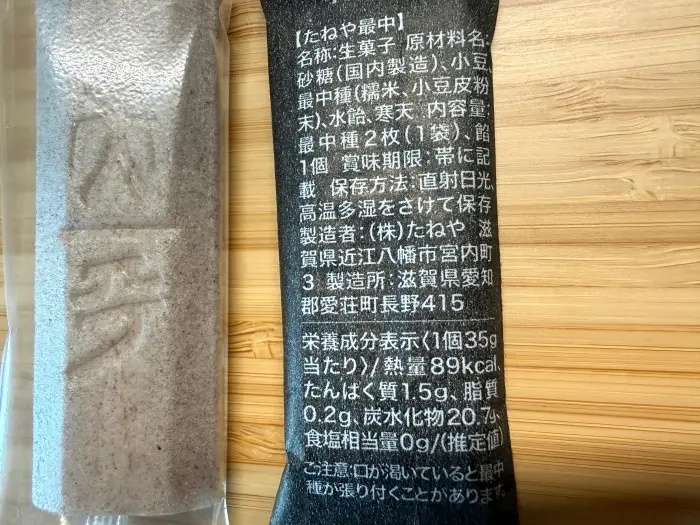 【たねや最中】
名称:生菓子 原材料名:
砂糖(国内製造)、小豆、
最中種(糯米、小豆皮粉
末)、水飴、寒天 内容量:
最中種2枚(1袋)、餡
1個 賞味期限:帯に記
載 保存方法:直射日光、
高温多湿をさけて保存
製造者:(株)たねや 滋
賀県近江八幡市宮内町
3 製造所:滋賀県愛知
郡愛荘町長野415
栄養成分表示〈1個35g
当たり〉/熱量89kcal、
たんぱく質1.5g、脂質
0.2g、炭水化物20.7g、
食塩相当量0g/(推定値)
ご注意:口が渇いていると最中
種が張り付くことがあります。